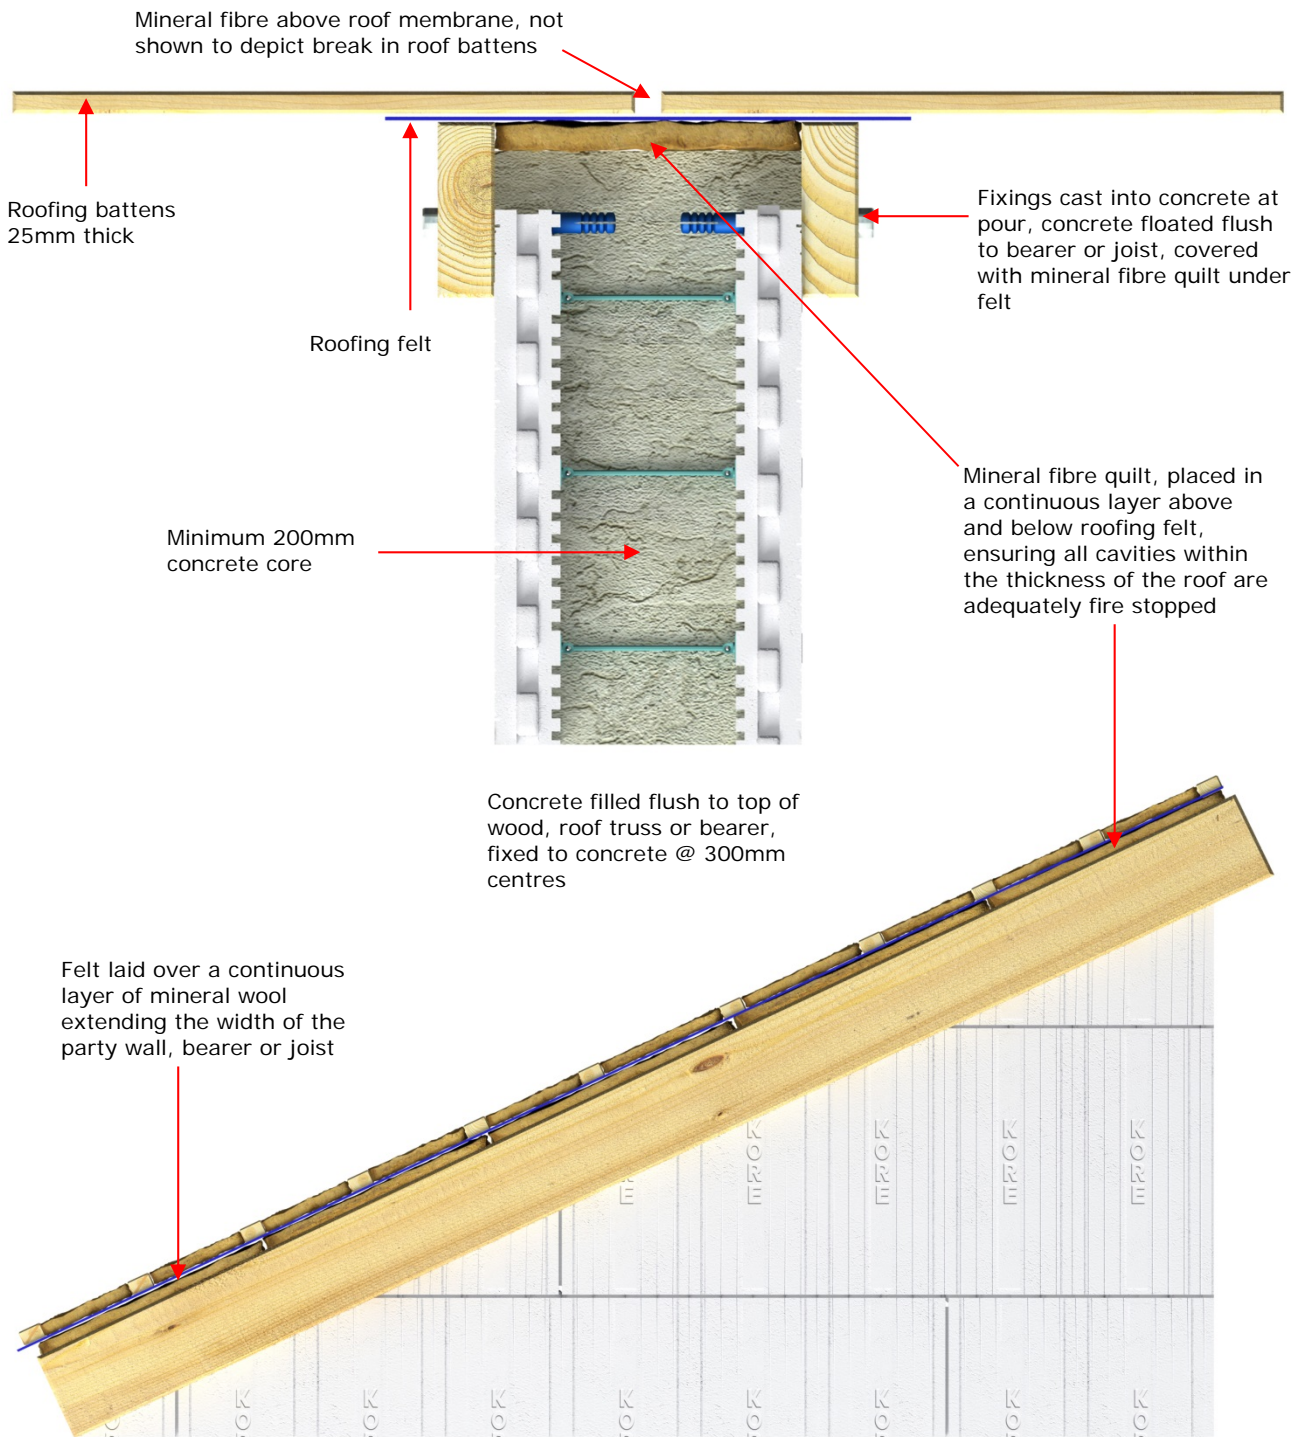 Mineral fibre above roof membrane, not
shown to depict break in roof battens
Roofing battens
25mm thick
Fixings cast into concrete at
pour, concrete floated flush
to bearer or joist, covered
with mineral fibre quilt under
felt
Roofing felt
Mineral fibre quilt, placed in
a continuous layer above
and below roofing felt,
ensuring all cavities within
the thickness of the roof are
adequately fire stopped
Minimum 200mm
concrete core
Concrete filled flush to top of
wood, roof truss or bearer,
fixed to concrete @ 300mm
centres
Felt laid over a continuous
layer of mineral wool
extending the width of the
party wall, bearer or joist
KORE
KORE
KORE
KORE